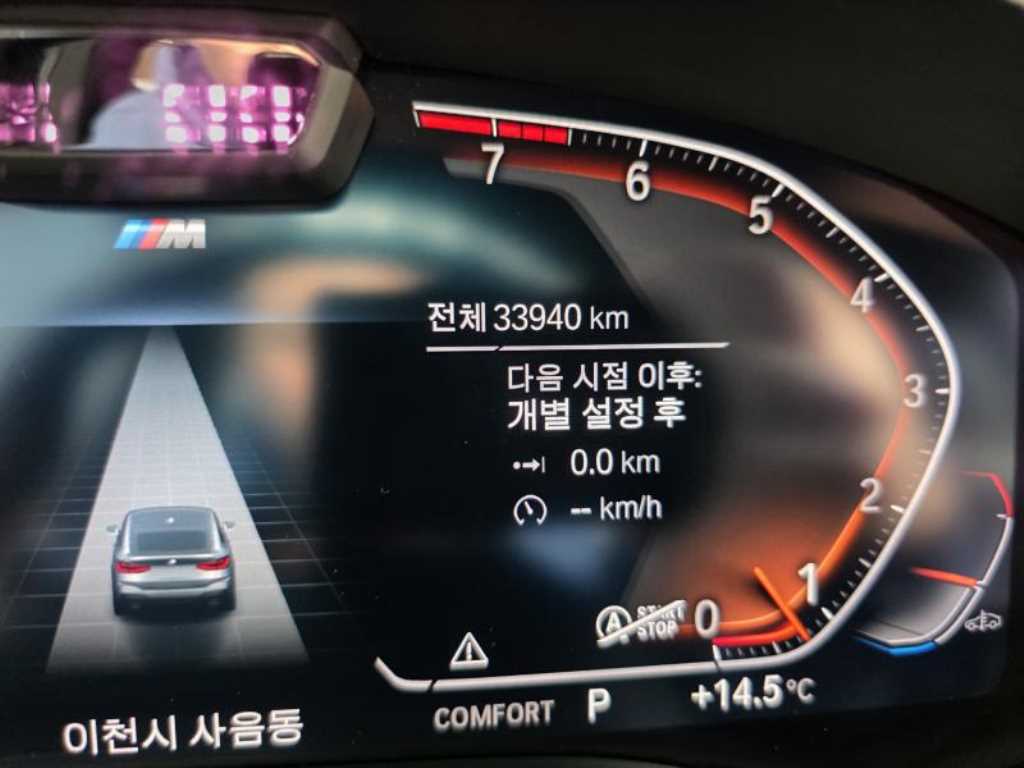 M
7
6
5
4
3
2
1
0
전체 33940 km
다음 시점 이후:
개별 설정 후
0.0 km
-- km/h
A START
STOP
COMFORT P +14.5°C
이천시 사음동